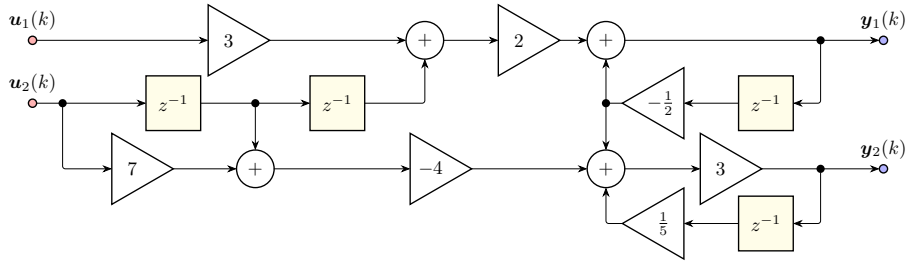 u₁(k) y₁(k)
3 + 2 +
u₂(k)
z⁻¹ z⁻¹ -½ z⁻¹
y₂(k)
7 + -4 + 3
⅕ z⁻¹